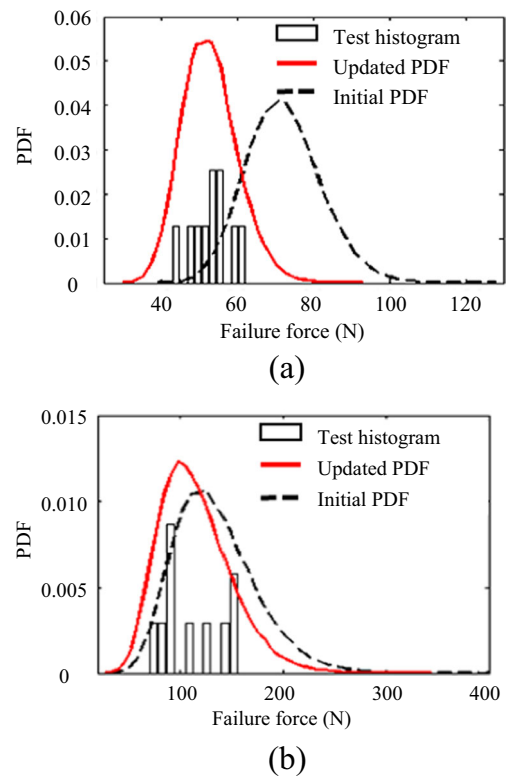 0.06
0.05
0.04
0.03
0.02
0.01
0
PDF
Test histogram
Updated PDF
Initial PDF
40 60 80 100 120
Failure force (N)
(a)
0.015
0.010
0.005
0
PDF
Test histogram
Updated PDF
Initial PDF
100 200 300 400
Failure force (N)
(b)